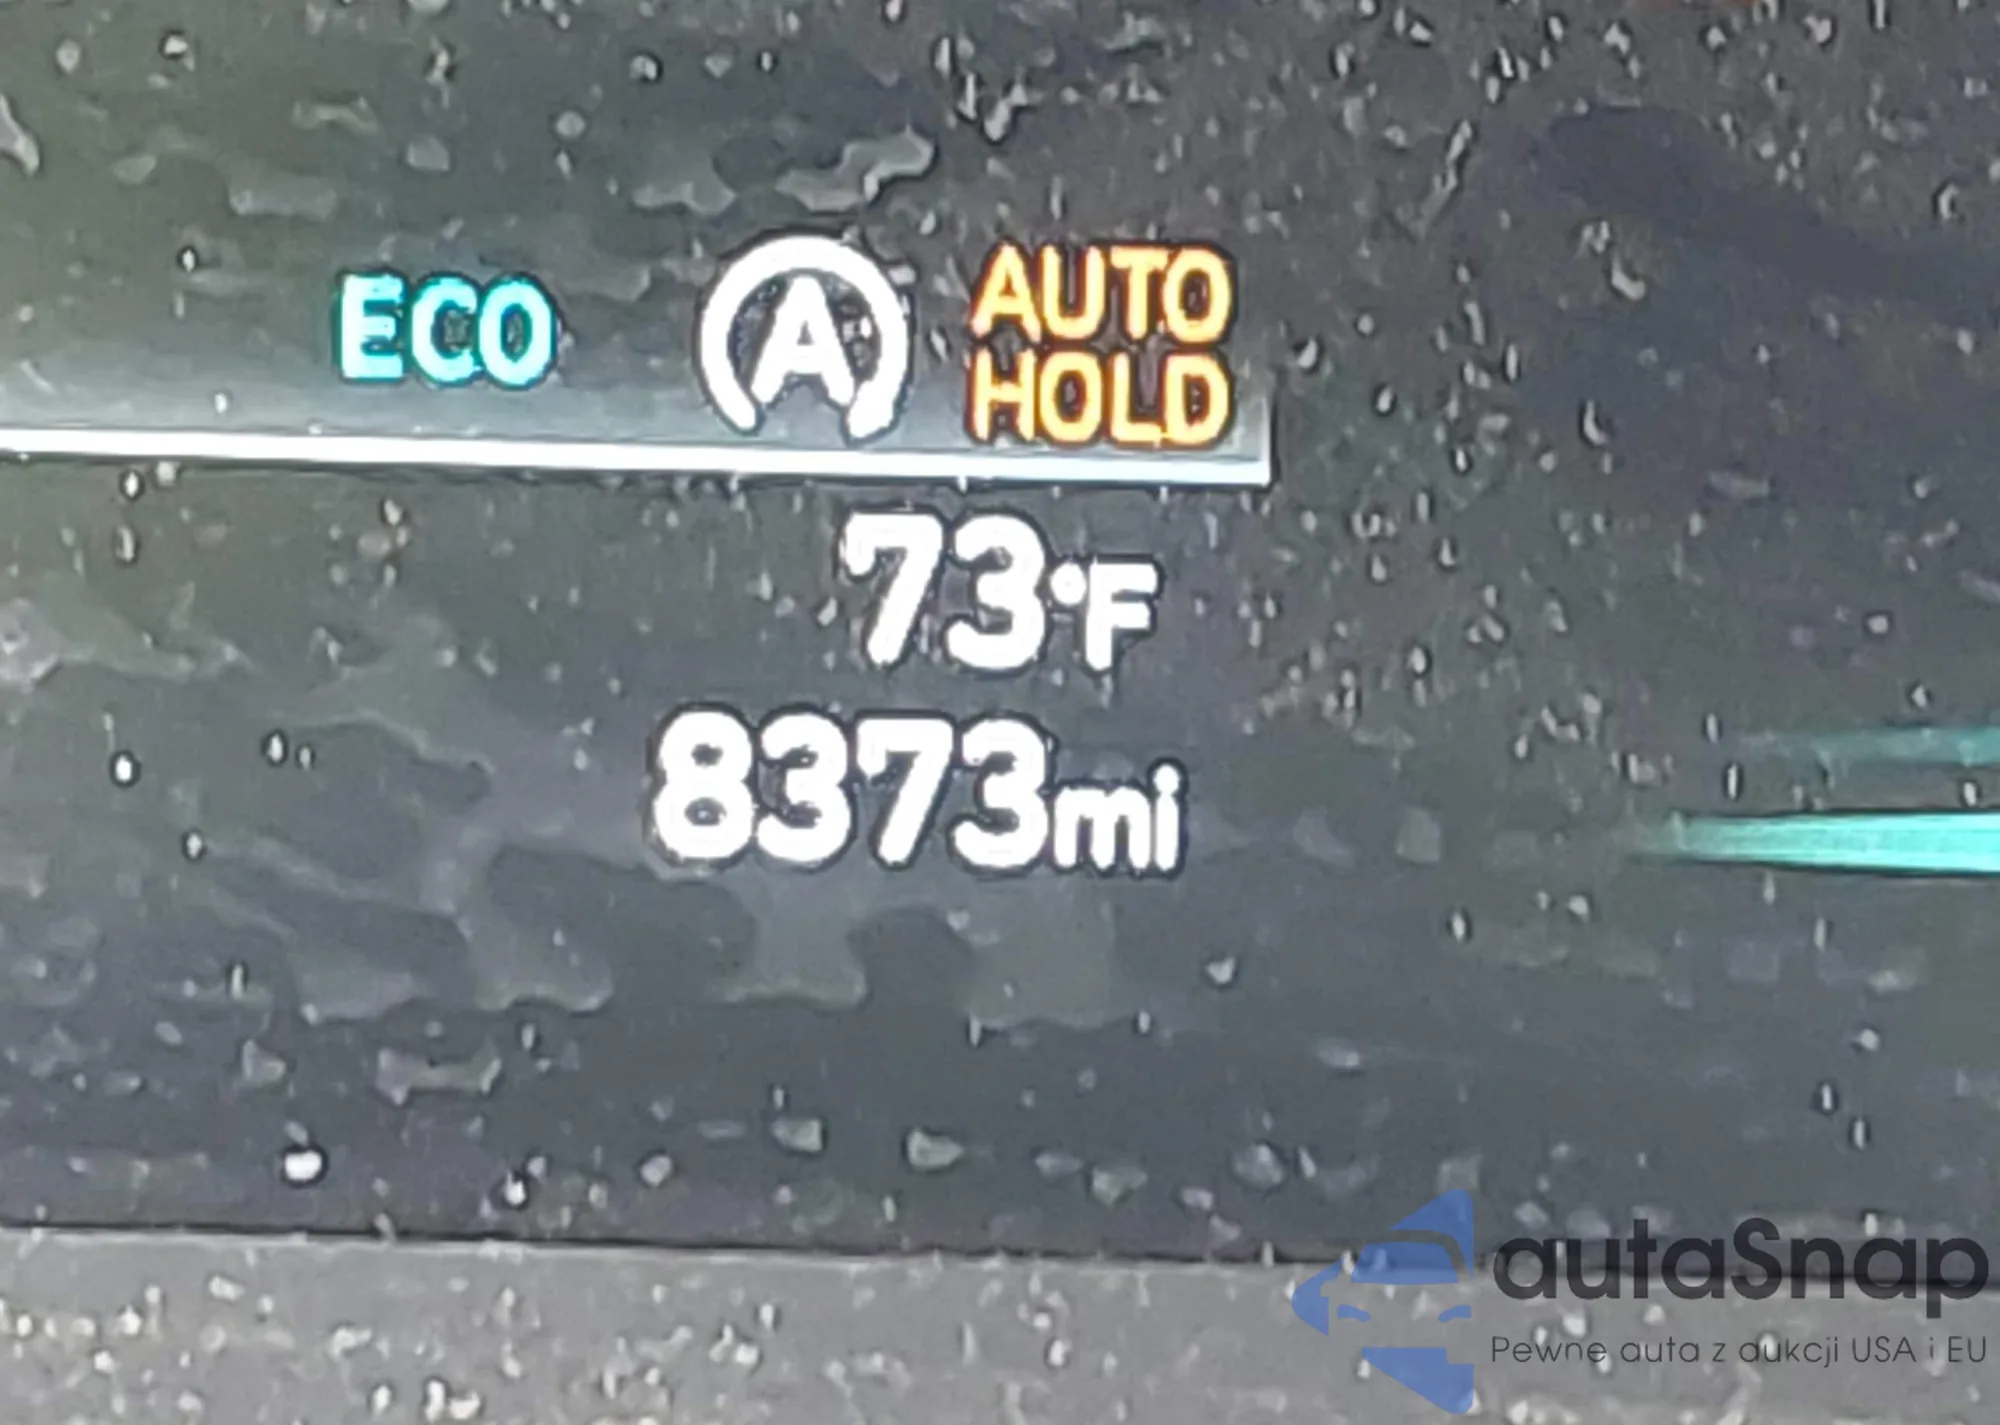 ECO A AUTO
HOLD
73°F
8373mi
autaSnap
Pewne auta z aukcji USA i EU